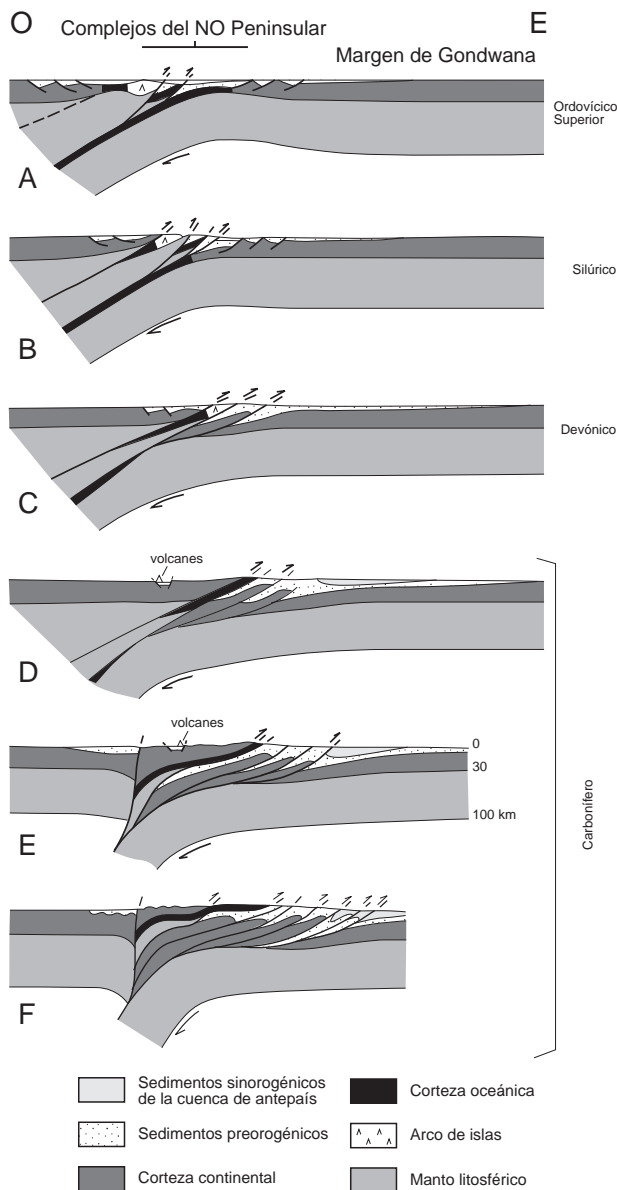 O
E
Complejos del NO Peninsular
Margen de Gondwana
Ordovícico
Superior
A
Silúrico
B
Devónico
C
volcanes
D
volcanes
0
30
100 km
E
Carbonífero
F
Sedimentos sinorogénicos
de la cuenca de antepaís
Corteza oceánica
Sedimentos preorogénicos
Arco de islas
Corteza continental
Manto litosférico